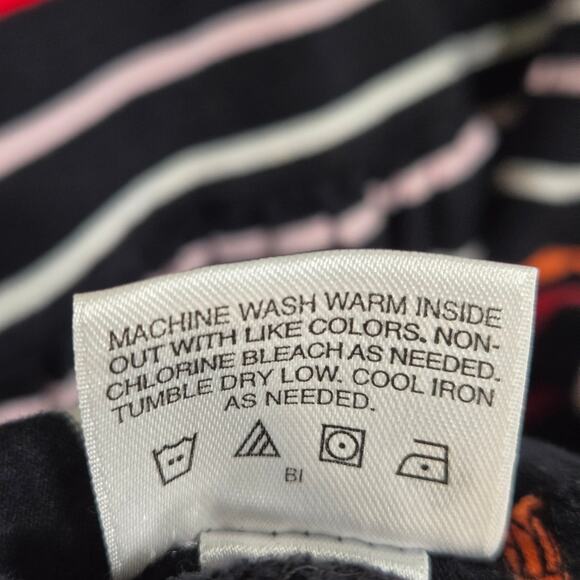 MACHINE WASH WARM INSIDE
OUT WITH LIKE COLORS. NON-
CHLORINE BLEACH AS NEEDED.
TUMBLE DRY LOW. COOL IRON
AS NEEDED.
BI